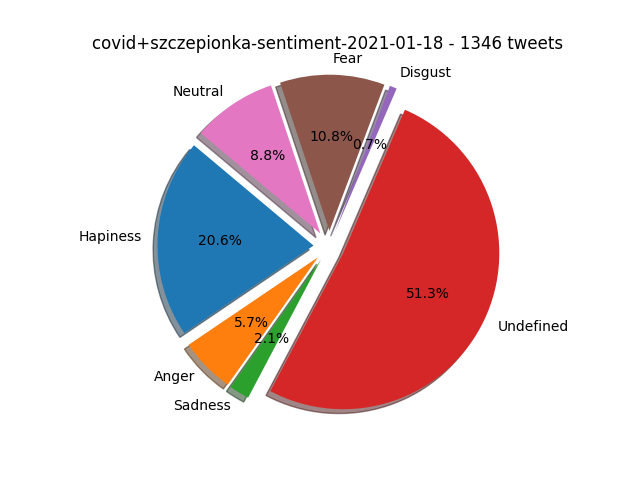 covid+szczepionka-sentiment-2021-01-18 - 1346 tweets
Fear
Disgust
Neutral
10.8%
0.7%
8.8%
Hapiness
20.6%
51.3%
5.7%
Undefined
2.1%
Anger
Sadness